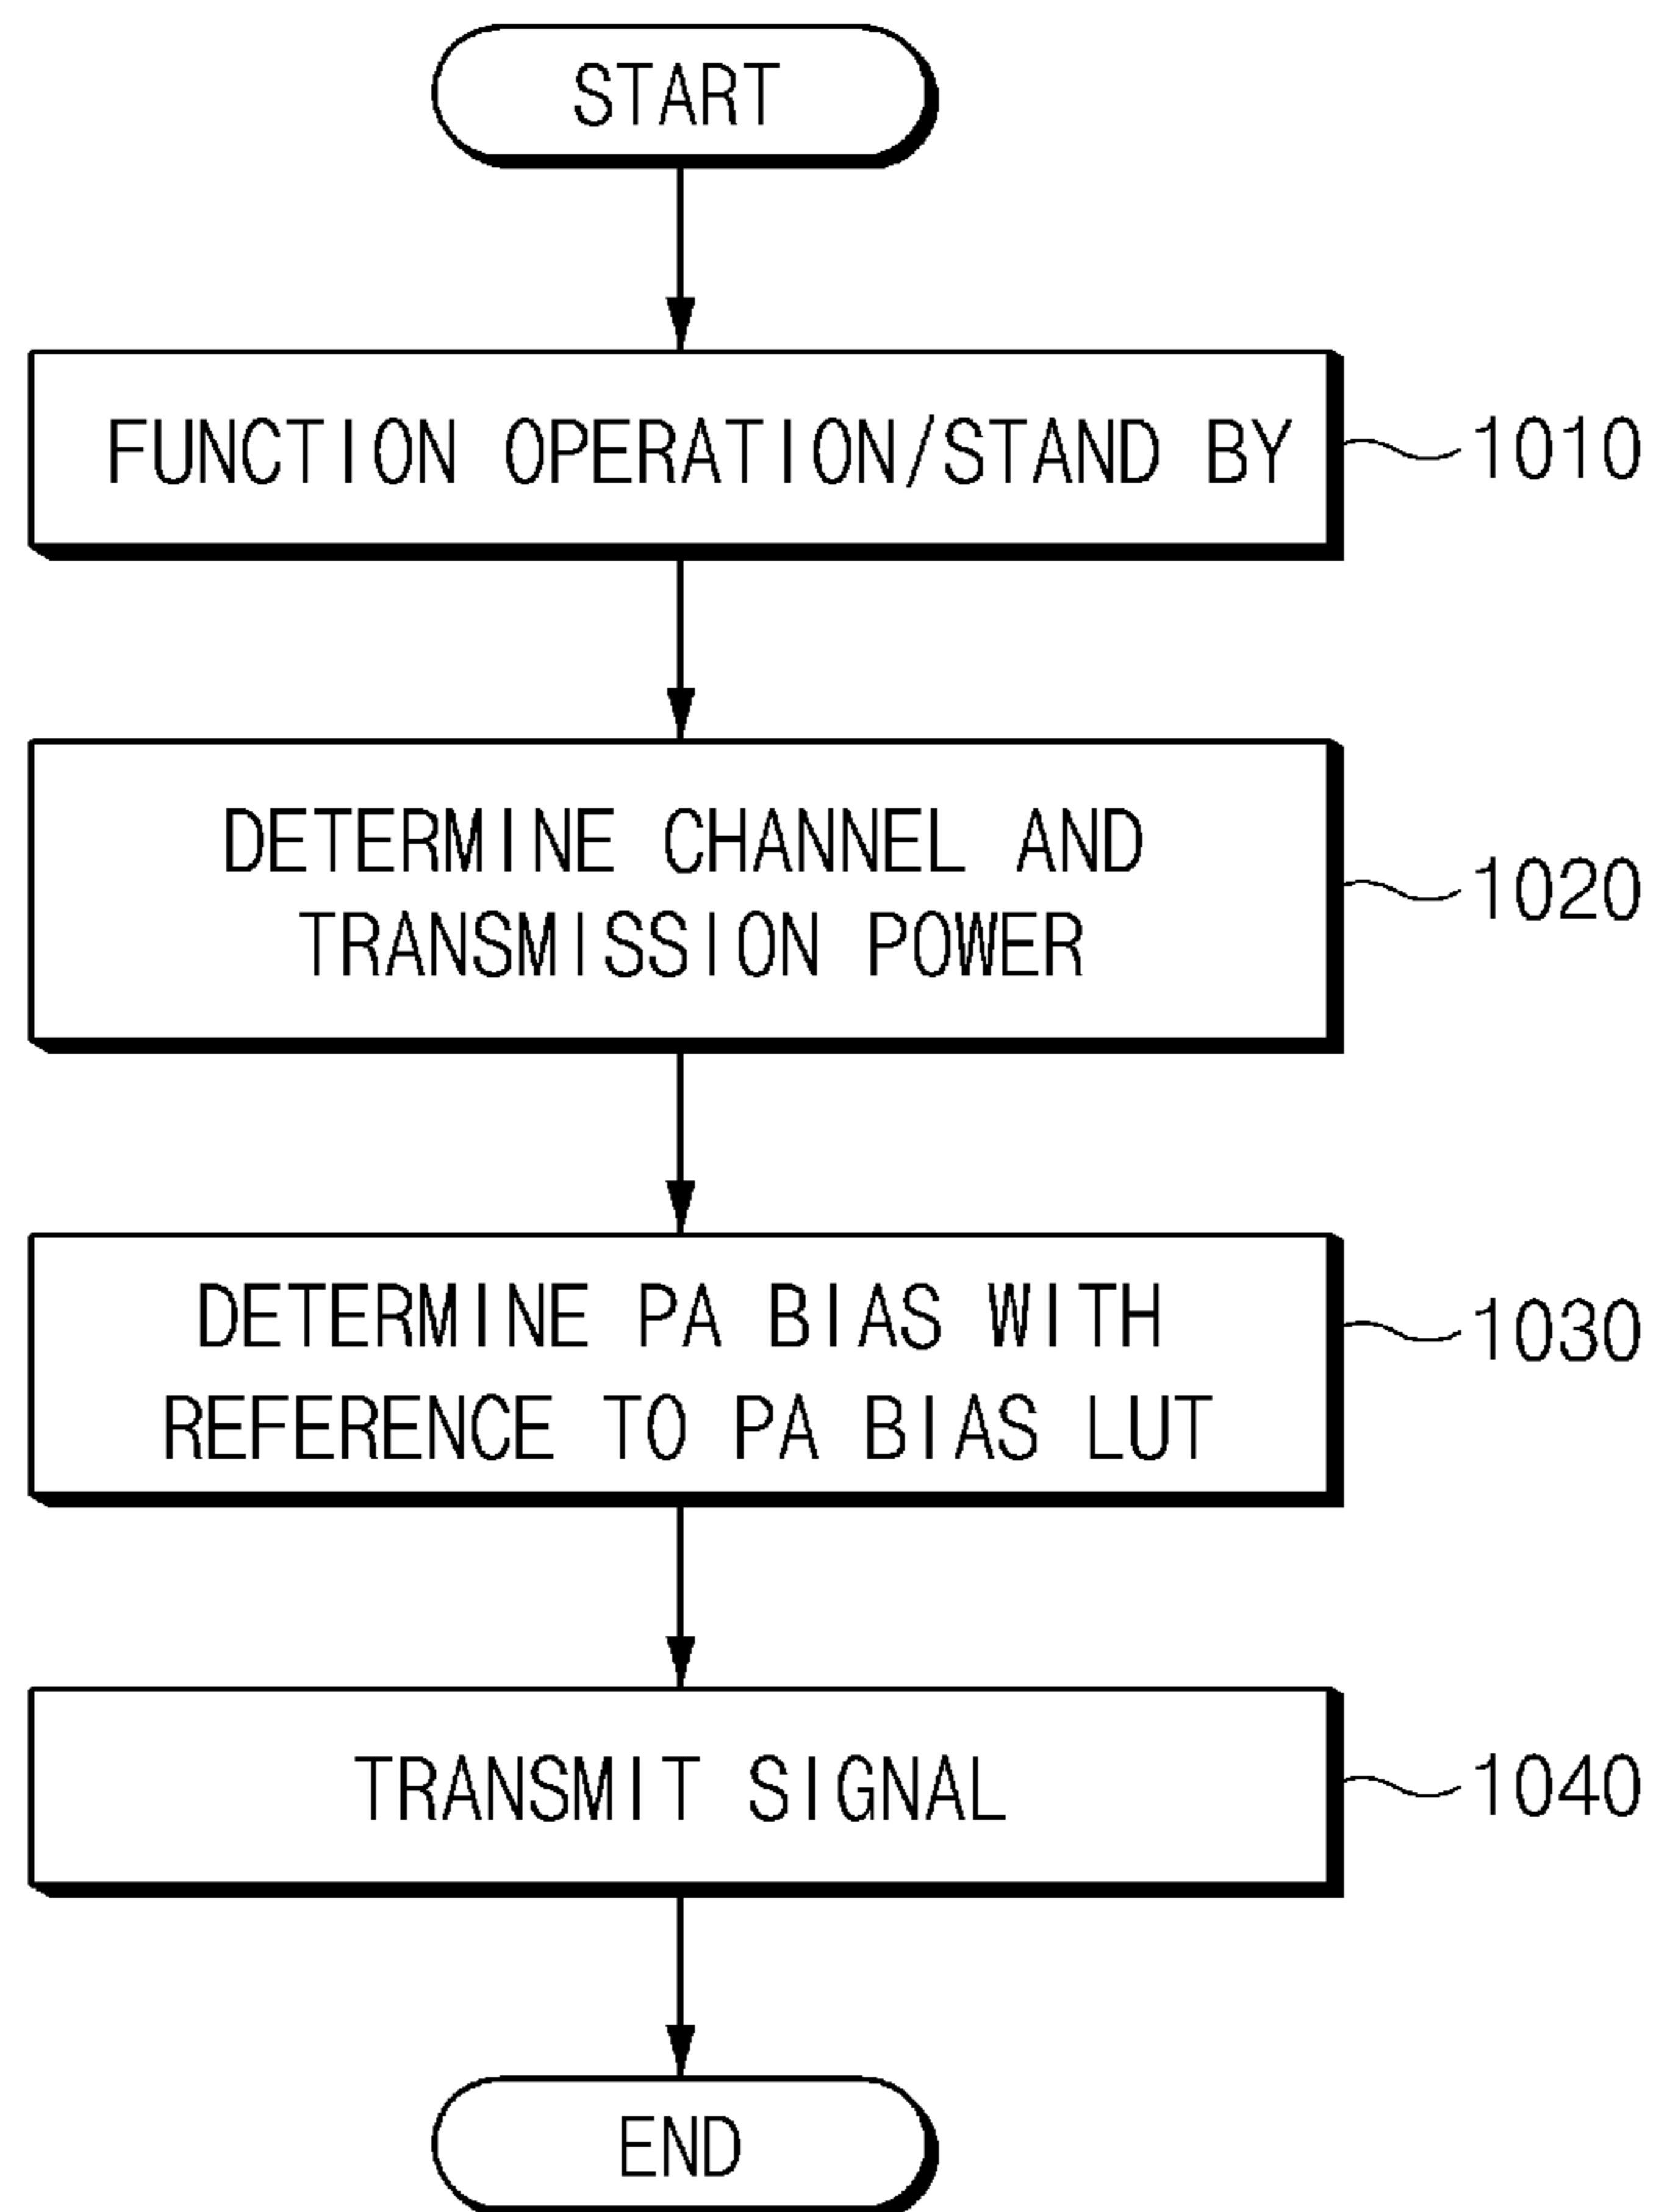 START
FUNCTION OPERATION/STAND BY
1010
DETERMINE CHANNEL AND
TRANSMISSION POWER
1020
DETERMINE PA BIAS WITH
REFERENCE TO PA BIAS LUT
1030
TRANSMIT SIGNAL
1040
END